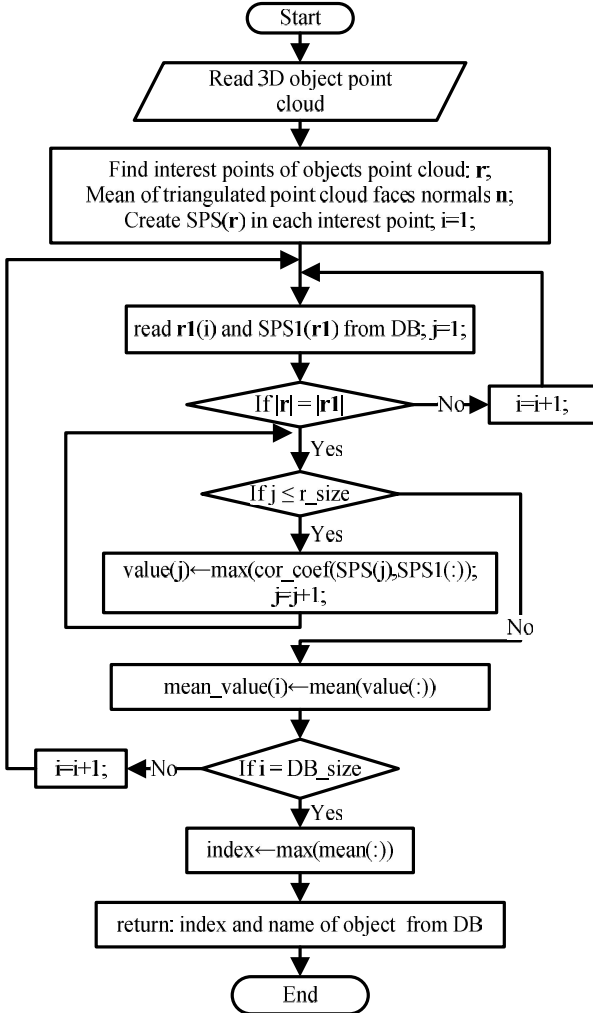 Start
Read 3D object point
cloud
Find interest points of objects point cloud: r;
Mean of triangulated point cloud faces normals n;
Create SPS(r) in each interest point; i=1;
read r1(i) and SPS1(r1) from DB; j=1;
If |r| = |r1|
No
i=i+1;
Yes
If j ≤ r_size
Yes
value(j)←max(cor_coef(SPS(j),SPS1(:));
j=j+1;
No
mean_value(i)←mean(value(:))
i=i+1;
No
If i = DB_size
Yes
index←max(mean(:))
return: index and name of object from DB
End